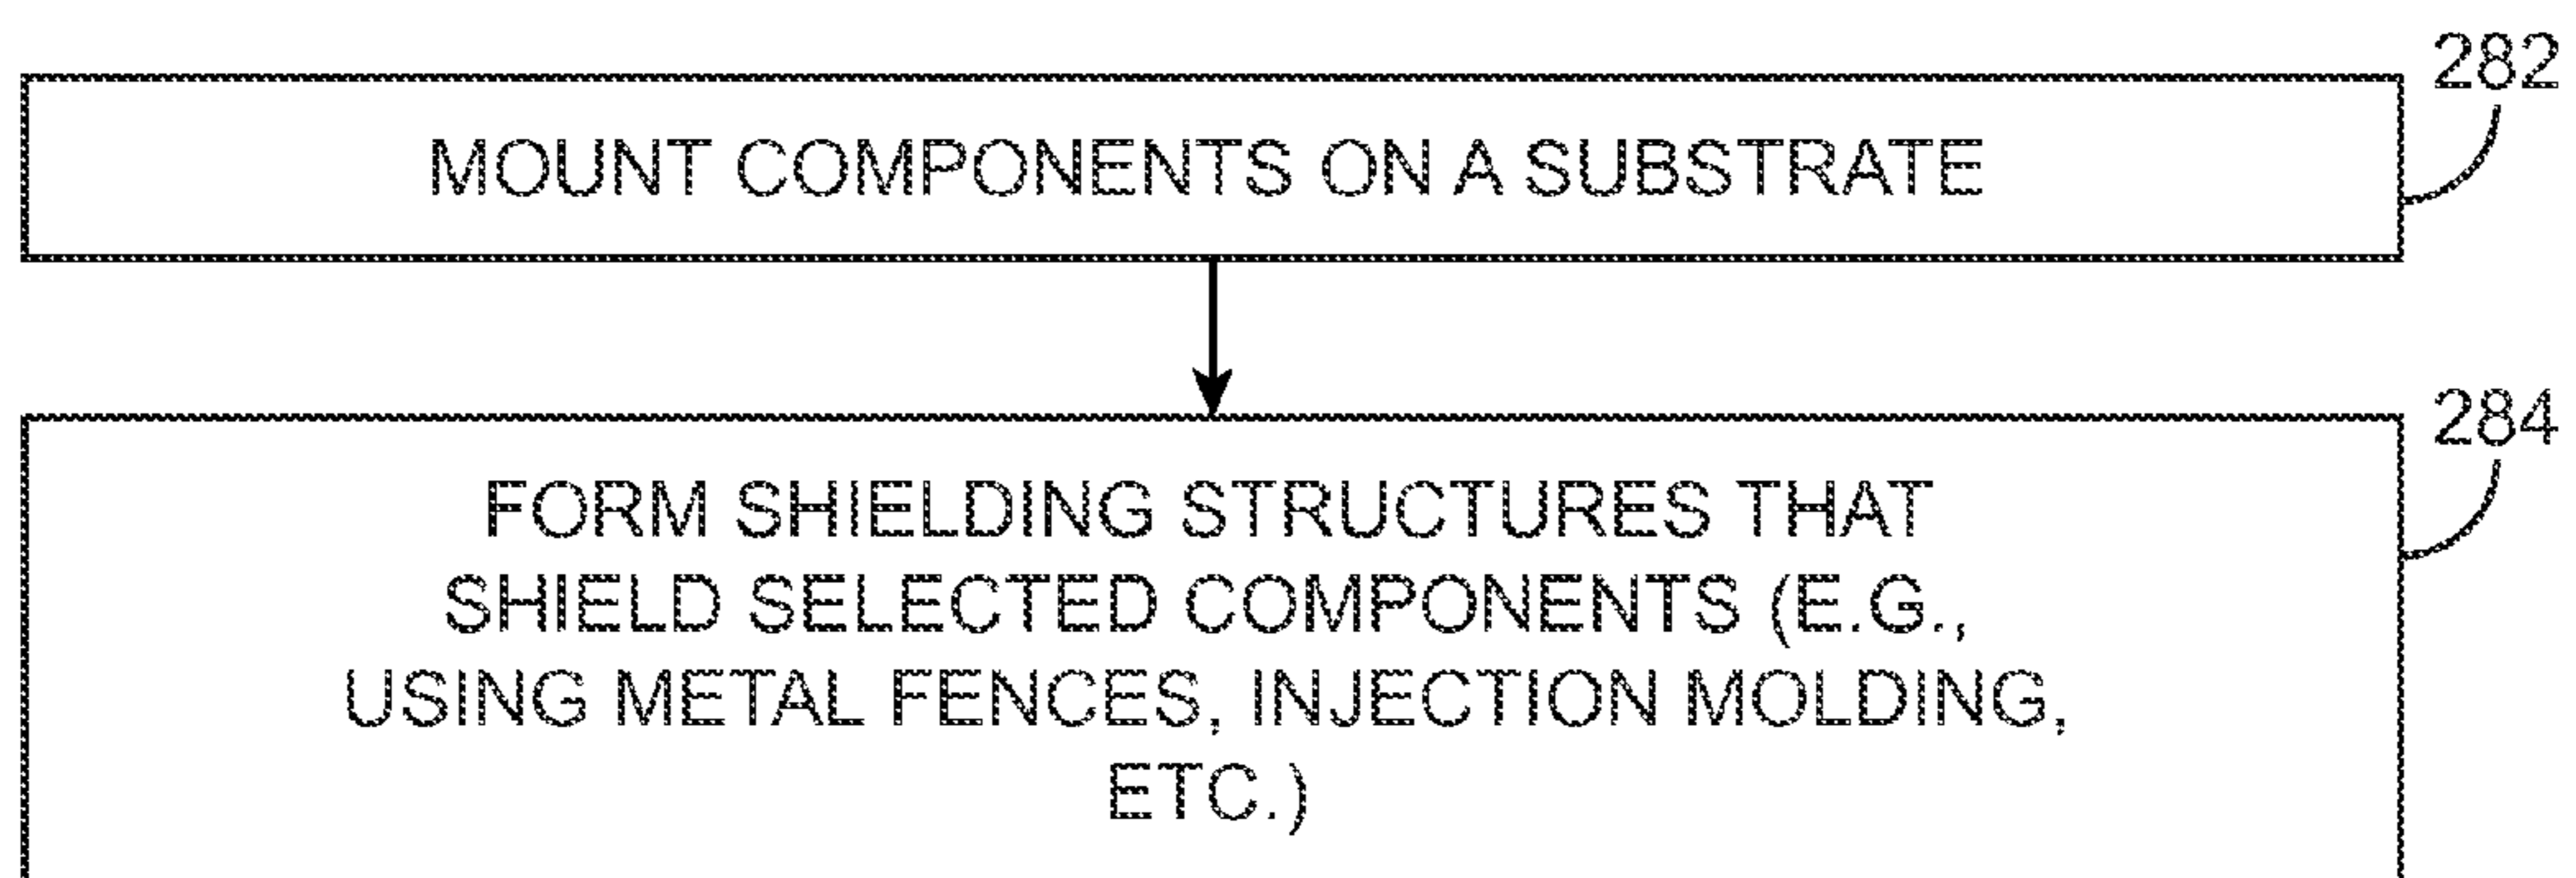 282
MOUNT COMPONENTS ON A SUBSTRATE
284
FORM SHIELDING STRUCTURES THAT
SHIELD SELECTED COMPONENTS (E.G.,
USING METAL FENCES, INJECTION MOLDING,
ETC.)